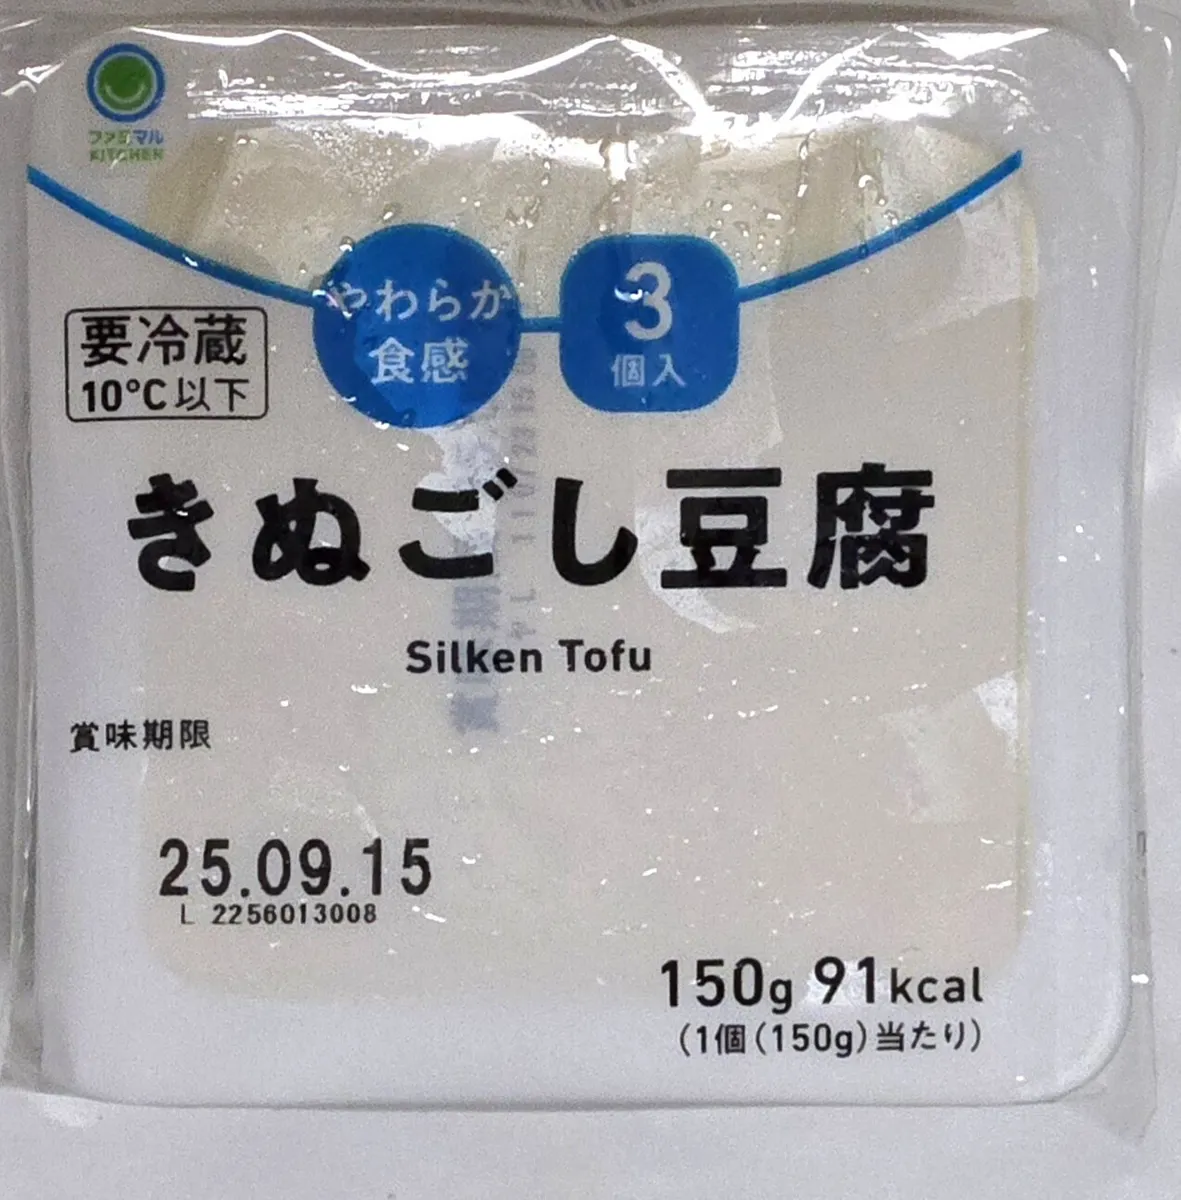 ファミマル
KITCHEN
やわらか
食感
3
個入
要冷蔵
10°C以下
きぬごし豆腐
Silken Tofu
賞味期限
25.09.15
L 2256013008
150g 91kcal
(1個(150g)当たり)